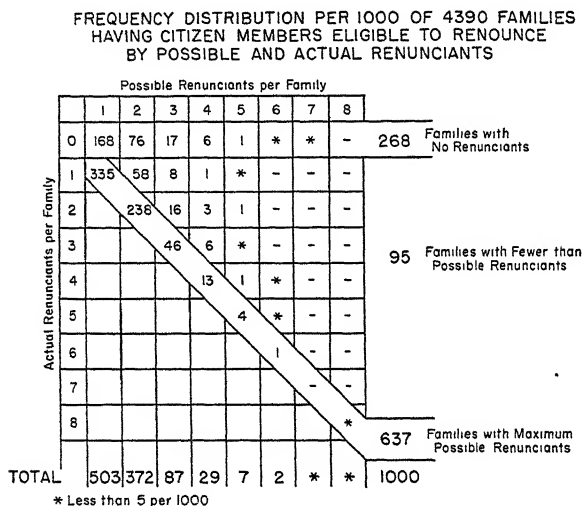 FREQUENCY DISTRIBUTION PER 1000 OF 4390 FAMILIES
HAVING CITIZEN MEMBERS ELIGIBLE TO RENOUNCE
BY POSSIBLE AND ACTUAL RENUNCIANTS
Possible Renunciants per Family
1 2 3 4 5 6 7 8
0 168 76 17 6 1 * * - 268 Families with
No Renunciants
1 335 58 8 1 * - - -
2 238 16 3 1 - - -
3 46 6 * - - - 95 Families with Fewer than
Possible Renunciants
4 13 1 * - -
5 4 * - -
6 1 - -
7 - -
8 *
637 Families with Maximum
Possible Renunciants
TOTAL 503 372 87 29 7 2 * * 1000
* Less than 5 per 1000
Actual Renunciants per Family